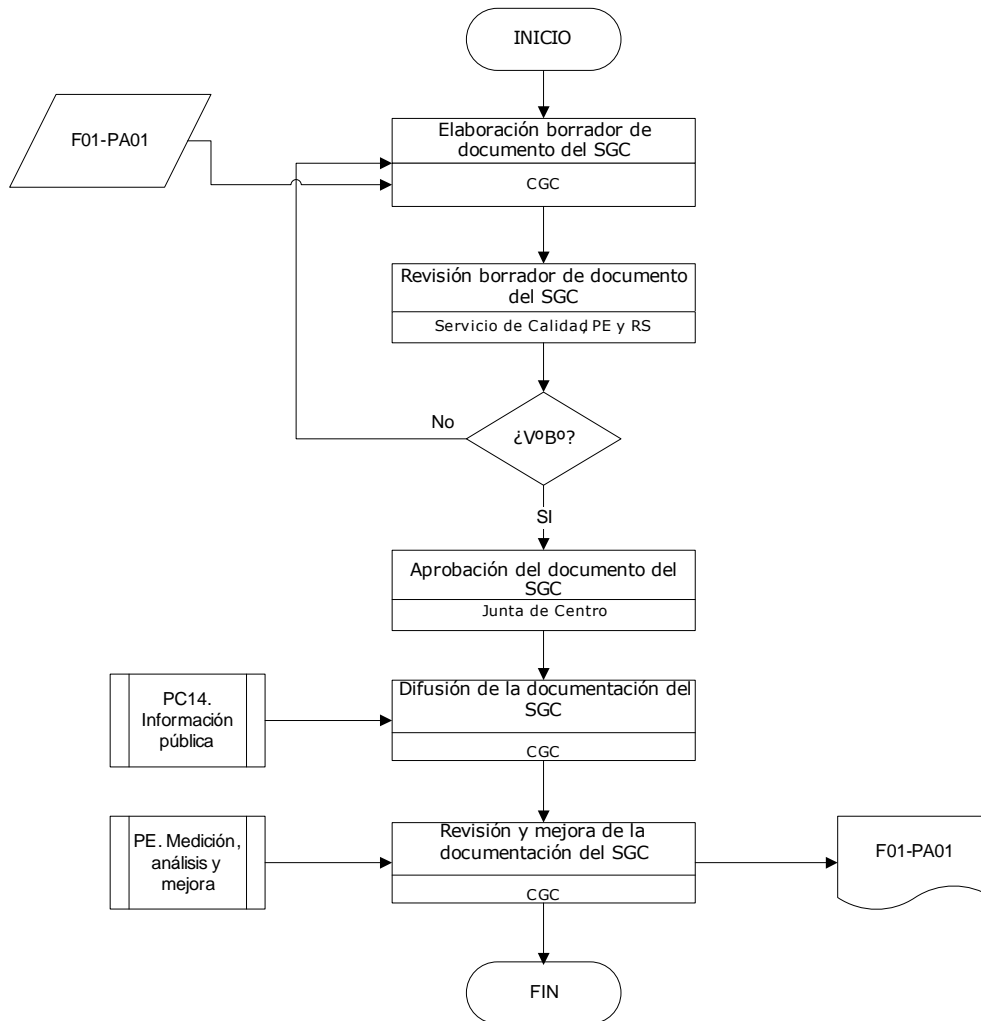 INICIO
F01-PA01
Elaboración borrador de
documento del SGC
CGC
Revisión borrador de documento
del SGC
Servicio de Calidad, PE y RS
No
¿VºBº?
SI
Aprobación del documento del
SGC
Junta de Centro
PC14.
Información
pública
Difusión de la documentación del
SGC
CGC
PE. Medición,
análisis y
mejora
Revisión y mejora de la
documentación del SGC
CGC
F01-PA01
FIN